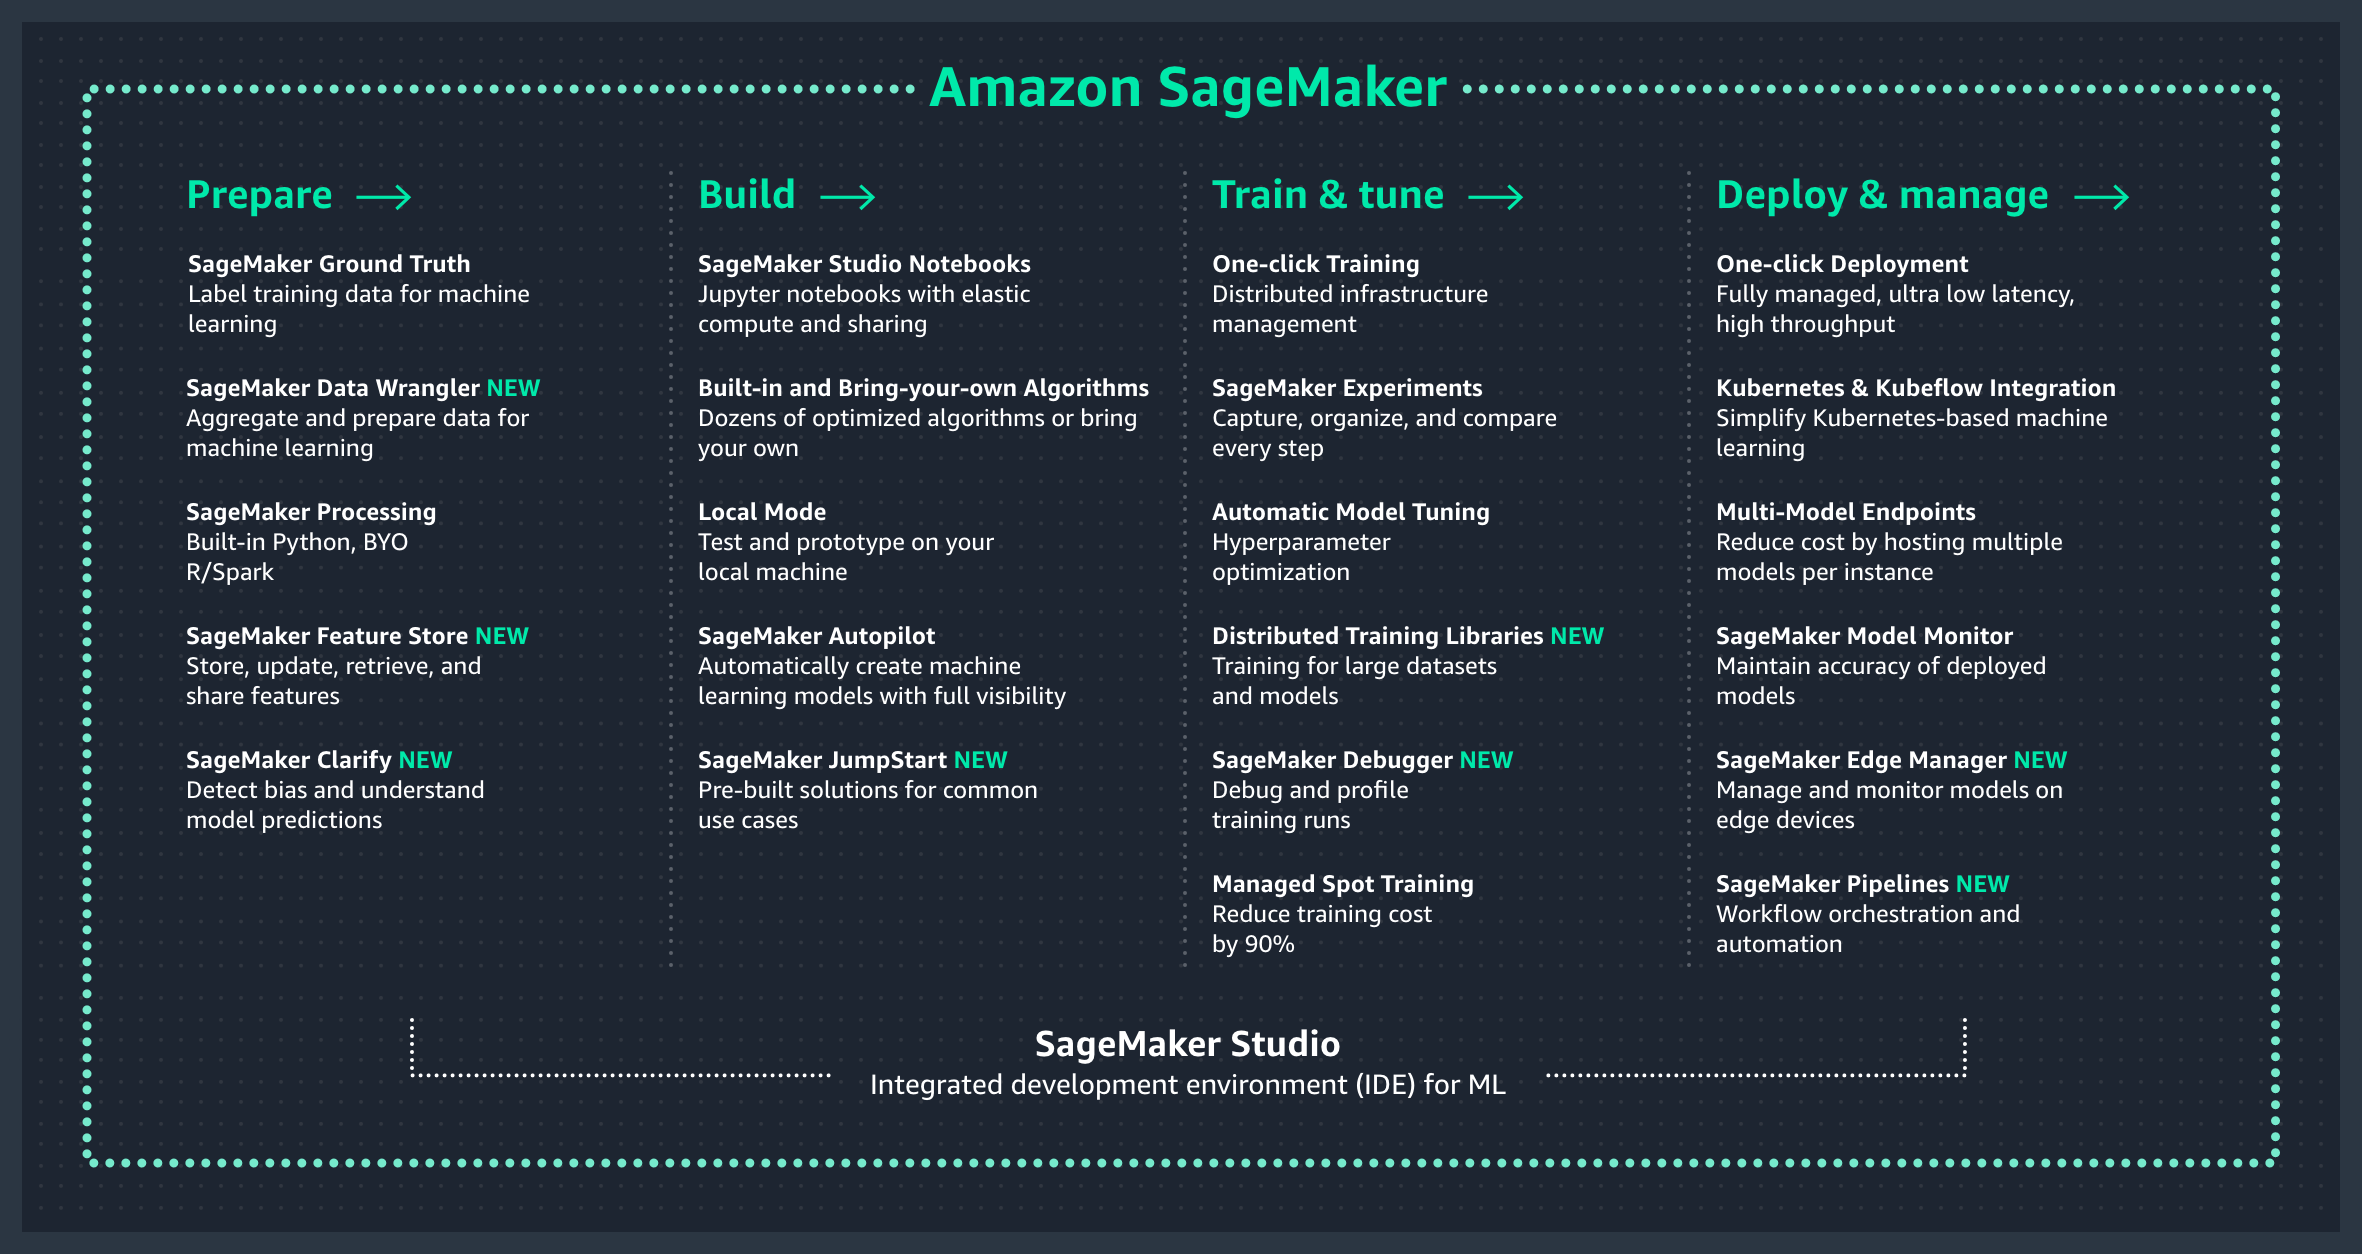 Amazon SageMaker
Prepare
SageMaker Ground Truth
Label training data for machine
learning
SageMaker Data Wrangler NEW
Aggregate and prepare data for
machine learning
SageMaker Processing
Built-in Python, BYO
R/Spark
SageMaker Feature Store NEW
Store, update, retrieve, and
share features
SageMaker Clarify NEW
Detect bias and understand
model predictions
Build
SageMaker Studio Notebooks
Jupyter notebooks with elastic
compute and sharing
Built-in and Bring-your-own Algorithms
Dozens of optimized algorithms or bring
your own
Local Mode
Test and prototype on your
local machine
SageMaker Autopilot
Automatically create machine
learning models with full visibility
SageMaker JumpStart NEW
Pre-built solutions for common
use cases
Train & tune
One-click Training
Distributed infrastructure
management
SageMaker Experiments
Capture, organize, and compare
every step
Automatic Model Tuning
Hyperparameter
optimization
Distributed Training Libraries NEW
Training for large datasets
and models
SageMaker Debugger NEW
Debug and profile
training runs
Managed Spot Training
Reduce training cost
by 90%
Deploy & manage
One-click Deployment
Fully managed, ultra low latency,
high throughput
Kubernetes & Kubeflow Integration
Simplify Kubernetes-based machine
learning
Multi-Model Endpoints
Reduce cost by hosting multiple
models per instance
SageMaker Model Monitor
Maintain accuracy of deployed
models
SageMaker Edge Manager NEW
Manage and monitor models on
edge devices
SageMaker Pipelines NEW
Workflow orchestration and
automation
SageMaker Studio
Integrated development environment (IDE) for ML